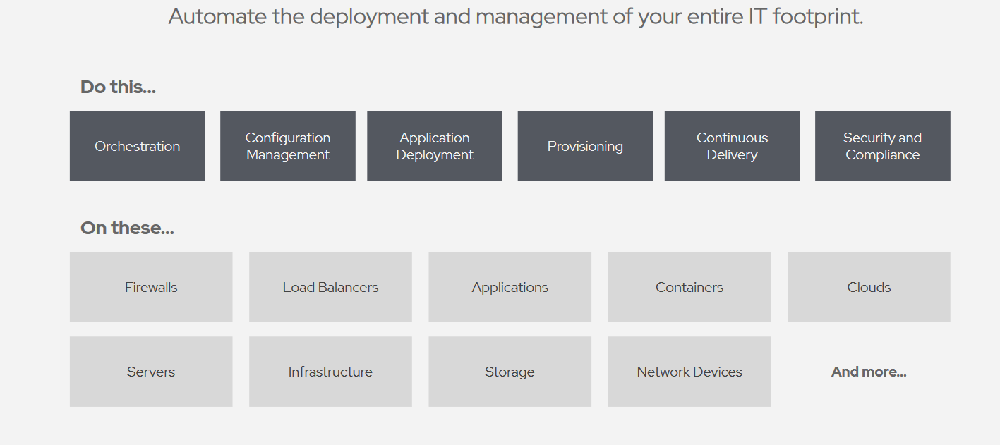 Automate the deployment and management of your entire IT footprint.
Do this...
Orchestration
Configuration
Management
Application
Deployment
Provisioning
Continuous
Delivery
Security and
Compliance
On these...
Firewalls
Load Balancers
Applications
Containers
Clouds
Servers
Infrastructure
Storage
Network Devices
And more...